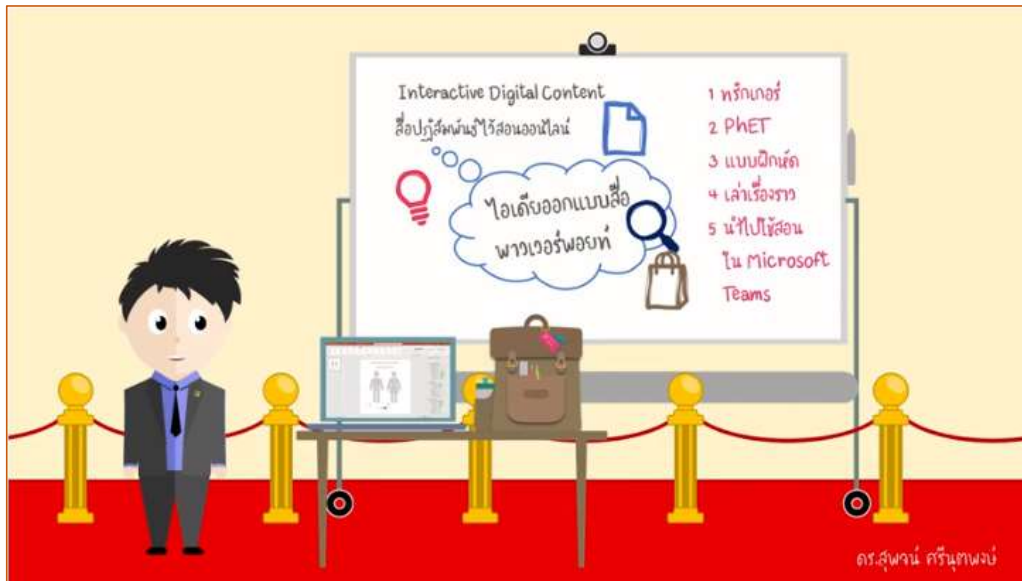 Interactive Digital Content
สื่อปฏิสัมพันธ์ไว้สอนออนไลน์
ไอเดียออกแบบสื่อ
พาวเวอร์พอยท์
1 ทริกเกอร์
2 PhET
3 แบบฝึกหัด
4 เล่าเรื่องราว
5 นำไปใช้สอน
ใน Microsoft
Teams
ดร.สุพจน์ ศรีนุตพงษ์